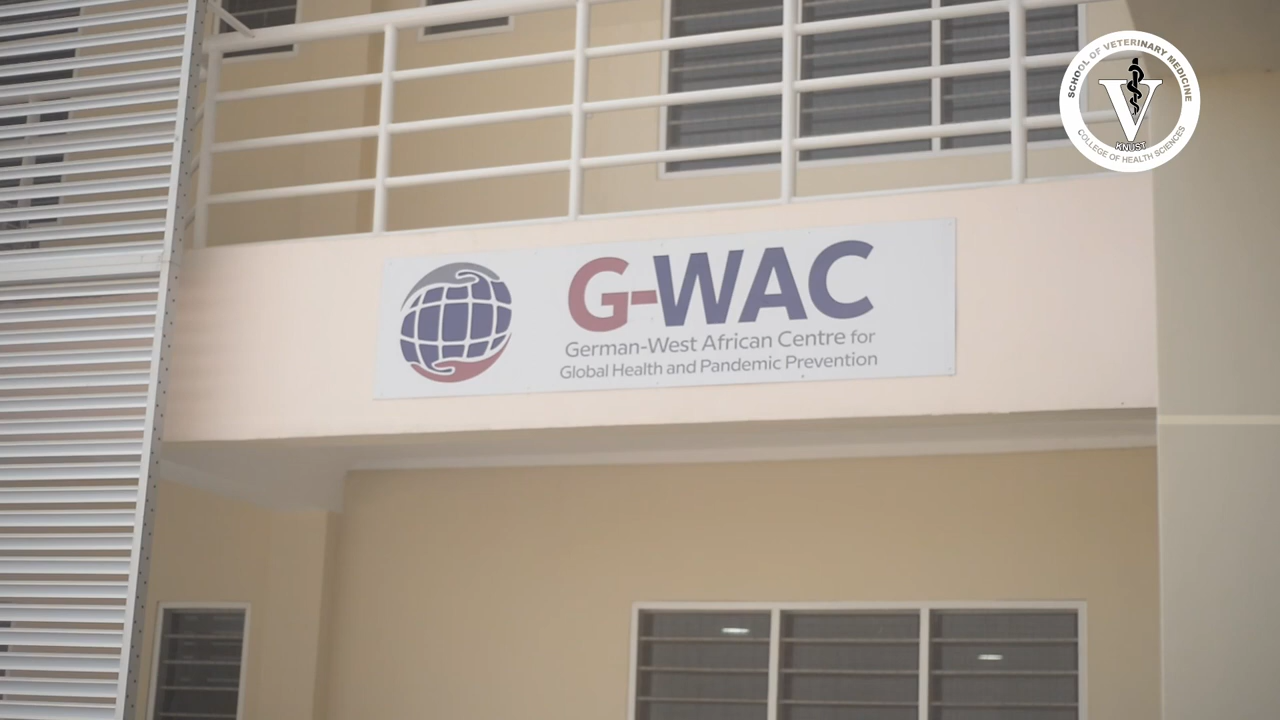 SCHOOL OF VETERINARY MEDICINE
V
KNUST
COLLEGE OF HEALTH SCIENCES
G-WAC
German-West African Centre for
Global Health and Pandemic Prevention